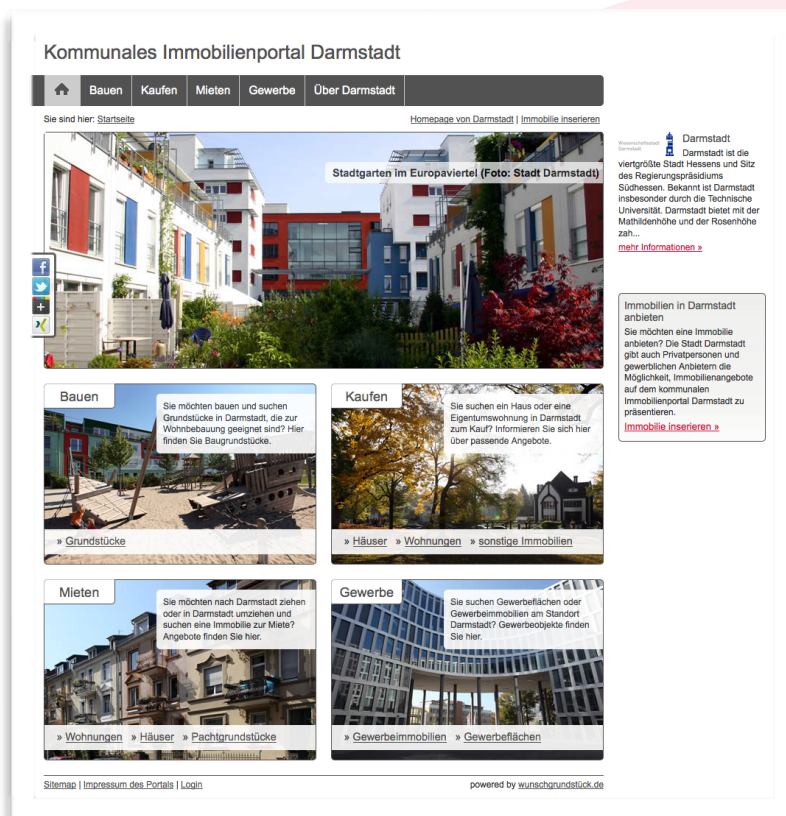 Kommunales Immobilienportal Darmstadt
Bauen Kaufen Mieten Gewerbe Über Darmstadt
Sie sind hier: Startseite
Homepage von Darmstadt | Immobilie inserieren
Stadtgarten im Europaviertel (Foto: Stadt Darmstadt)
Wissenschaftsstadt
Darmstadt
Darmstadt
Darmstadt ist die
viertgrößte Stadt Hessens und Sitz
des Regierungspräsidiums
Südhessen. Bekannt ist Darmstadt
insbesonder durch die Technische
Universität. Darmstadt bietet mit der
Mathildenhöhe und der Rosenhöhe
zah...
mehr Informationen »
Immobilien in Darmstadt
anbieten
Sie möchten eine Immobilie
anbieten? Die Stadt Darmstadt
gibt auch Privatpersonen und
gewerblichen Anbietern die
Möglichkeit, Immobilienangebote
auf dem kommunalen
Immobilienportal Darmstadt zu
präsentieren.
Immobilie inserieren »
Bauen
Sie möchten bauen und suchen
Grundstücke in Darmstadt, die zur
Wohnbebauung geeignet sind? Hier
finden Sie Baugrundstücke.
» Grundstücke
Kaufen
Sie suchen ein Haus oder eine
Eigentumswohnung in Darmstadt
zum Kauf? Informieren Sie sich hier
über passende Angebote.
» Häuser » Wohnungen » sonstige Immobilien
Mieten
Sie möchten nach Darmstadt ziehen
oder in Darmstadt umziehen und
suchen eine Immobilie zur Miete?
Angebote finden Sie hier.
» Wohnungen » Häuser » Pachtgrundstücke
Gewerbe
Sie suchen Gewerbeflächen oder
Gewerbeimmobilien am Standort
Darmstadt? Gewerbeobjekte finden
Sie hier.
» Gewerbeimmobilien » Gewerbeflächen
Sitemap | Impressum des Portals | Login
powered by wunschgrundstück.de